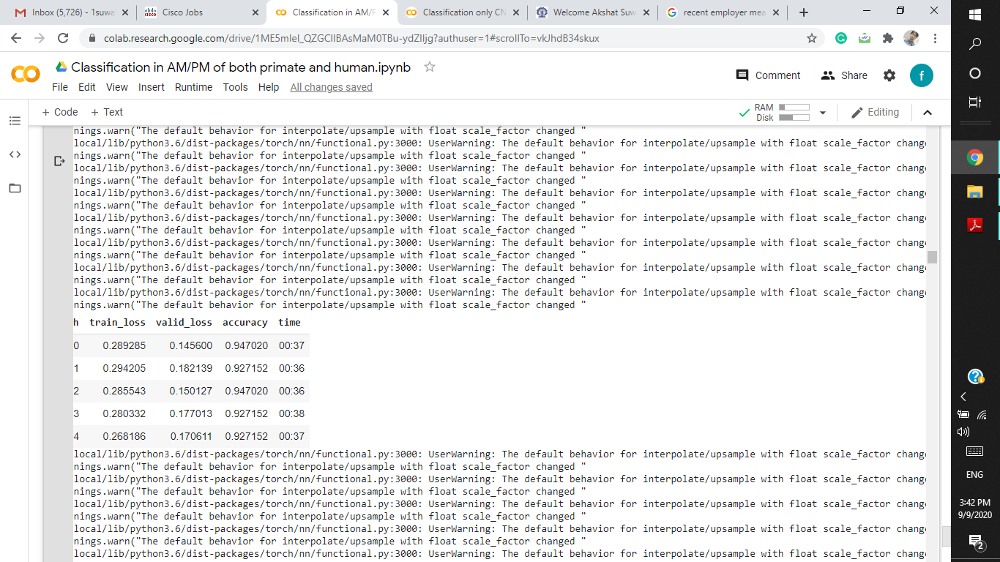 Inbox (5,726) - 1suwa
Cisco Jobs
Classification in AM/P
Classification only CN
Welcome Akshat Suw
recent employer mea
colab.research.google.com/drive/1ME5mIeI_QZGClIBAsMaM0TBu-ydZlIjg?authuser=1#scrollTo=vkJhdB34skux
Classification in AM/PM of both primate and human.ipynb
Comment
Share
f
File Edit View Insert Runtime Tools Help All changes saved
+ Code + Text
RAM
Disk
Editing
nings.warn("The default behavior for interpolate/upsample with float scale_factor changed "
local/lib/python3.6/dist-packages/torch/nn/functional.py:3000: UserWarning: The default behavior for interpolate/upsample with float scale_factor change
nings.warn("The default behavior for interpolate/upsample with float scale_factor changed "
local/lib/python3.6/dist-packages/torch/nn/functional.py:3000: UserWarning: The default behavior for interpolate/upsample with float scale_factor change
nings.warn("The default behavior for interpolate/upsample with float scale_factor changed "
local/lib/python3.6/dist-packages/torch/nn/functional.py:3000: UserWarning: The default behavior for interpolate/upsample with float scale_factor change
nings.warn("The default behavior for interpolate/upsample with float scale_factor changed "
local/lib/python3.6/dist-packages/torch/nn/functional.py:3000: UserWarning: The default behavior for interpolate/upsample with float scale_factor change
nings.warn("The default behavior for interpolate/upsample with float scale_factor changed "
local/lib/python3.6/dist-packages/torch/nn/functional.py:3000: UserWarning: The default behavior for interpolate/upsample with float scale_factor change
nings.warn("The default behavior for interpolate/upsample with float scale_factor changed "
local/lib/python3.6/dist-packages/torch/nn/functional.py:3000: UserWarning: The default behavior for interpolate/upsample with float scale_factor change
nings.warn("The default behavior for interpolate/upsample with float scale_factor changed "
local/lib/python3.6/dist-packages/torch/nn/functional.py:3000: UserWarning: The default behavior for interpolate/upsample with float scale_factor change
nings.warn("The default behavior for interpolate/upsample with float scale_factor changed "
h train_loss valid_loss accuracy time
0 0.289285 0.145600 0.947020 00:37
1 0.294205 0.182139 0.927152 00:36
2 0.285543 0.150127 0.947020 00:36
3 0.280332 0.177013 0.927152 00:38
4 0.268186 0.170611 0.927152 00:37
local/lib/python3.6/dist-packages/torch/nn/functional.py:3000: UserWarning: The default behavior for interpolate/upsample with float scale_factor change
nings.warn("The default behavior for interpolate/upsample with float scale_factor changed "
local/lib/python3.6/dist-packages/torch/nn/functional.py:3000: UserWarning: The default behavior for interpolate/upsample with float scale_factor change
nings.warn("The default behavior for interpolate/upsample with float scale_factor changed "
local/lib/python3.6/dist-packages/torch/nn/functional.py:3000: UserWarning: The default behavior for interpolate/upsample with float scale_factor change
nings.warn("The default behavior for interpolate/upsample with float scale_factor changed "
local/lib/python3.6/dist-packages/torch/nn/functional.py:3000: UserWarning: The default behavior for interpolate/upsample with float scale_factor change
nings.warn("The default behavior for interpolate/upsample with float scale_factor changed "
local/lib/python3.6/dist-packages/torch/nn/functional.py:3000: UserWarning: The default behavior for interpolate/upsample with float scale_factor change
ENG
3:42 PM
9/9/2020
2